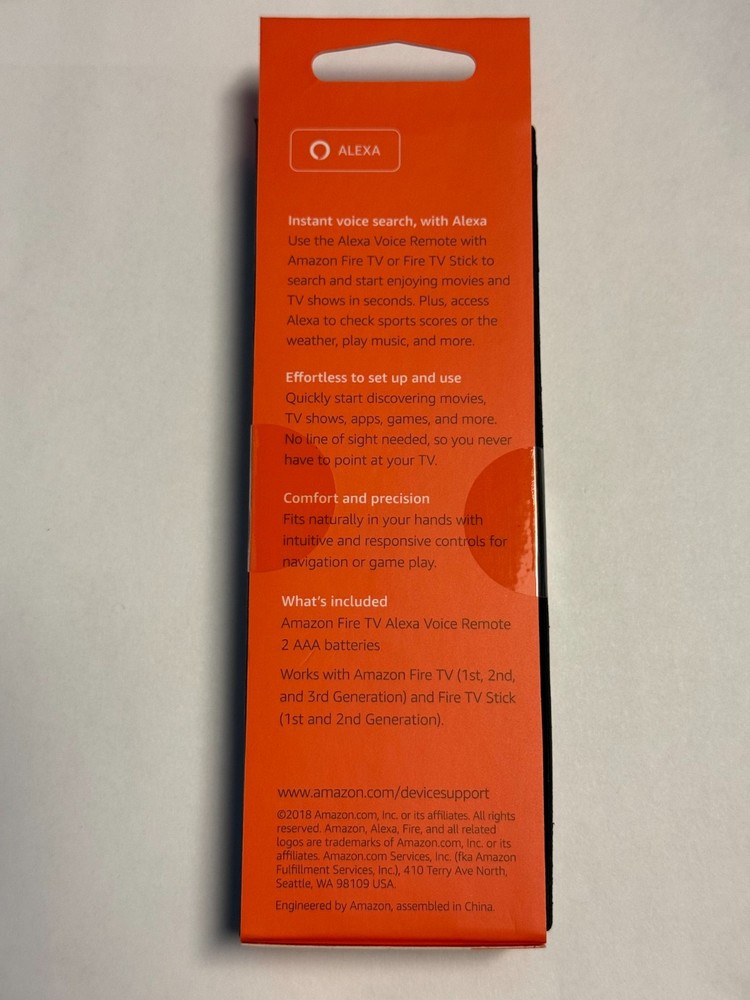 ALEXA
Instant voice search, with Alexa
Use the Alexa Voice Remote with
Amazon Fire TV or Fire TV Stick to
search and start enjoying movies and
TV shows in seconds. Plus, access
Alexa to check sports scores or the
weather, play music, and more.
Effortless to set up and use
Quickly start discovering movies,
TV shows, apps, games, and more.
No line of sight needed, so you never
have to point at your TV.
Comfort and precision
Fits naturally in your hands with
intuitive and responsive controls for
navigation or game play.
What's included
Amazon Fire TV Alexa Voice Remote
2 AAA batteries
Works with Amazon Fire TV (1st, 2nd,
and 3rd Generation) and Fire TV Stick
(1st and 2nd Generation).
www.amazon.com/devicesupport
©2018 Amazon.com, Inc. or its affiliates. All rights
reserved. Amazon, Alexa, Fire, and all related
logos are trademarks of Amazon.com, Inc. or its
affiliates. Amazon.com Services, Inc. (fka Amazon
Fulfillment Services, Inc.), 410 Terry Ave North,
Seattle, WA 98109 USA.
Engineered by Amazon, assembled in China.